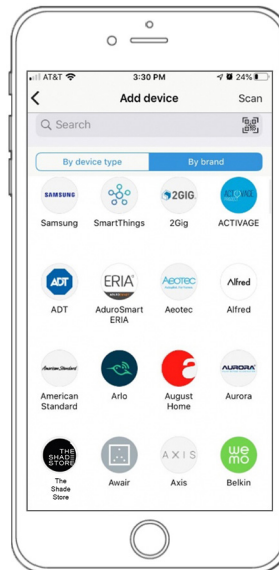 AT&T 3:30 PM 24%
Add device Scan
Search
By device type By brand
SAMSUNG 2GIG ACTIVAGE
Samsung SmartThings 2Gig ACTIVAGE
ADT ERIA AEOTEC Alfred
ADT AduroSmart Aeotec Alfred
ERIA
American Standard AURORA
American Arlo August Aurora
Standard Home
THE
SHADE
STORE AXIS we
mo
The Awair Axis Belkin
Shade
Store